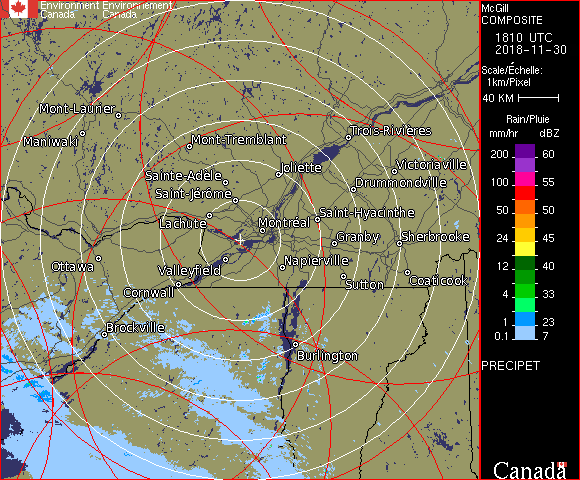 Environment Environnement
Canada Canada
McGill
COMPOSITE
1810 UTC
2018-11-30
Scale/Échelle:
1km/Pixel
40 KM
Rain/Pluie
mm/hr dBZ
200 60
100 55
50 50
24 45
12 40
4 33
1 23
0.1 7
PRECIPET
Canada
Mont-Laurier
Maniwaki
Mont-Tremblant
Trois-Rivières
Sainte-Adèle
Joliette
Victoriaville
Saint-Jérôme
Drummondville
Lachute
Montréal
Saint-Hyacinthe
Granby
Sherbrooke
Ottawa
Valleyfield
Napierville
Cornwall
Sutton
Coaticook
Brockville
Burlington